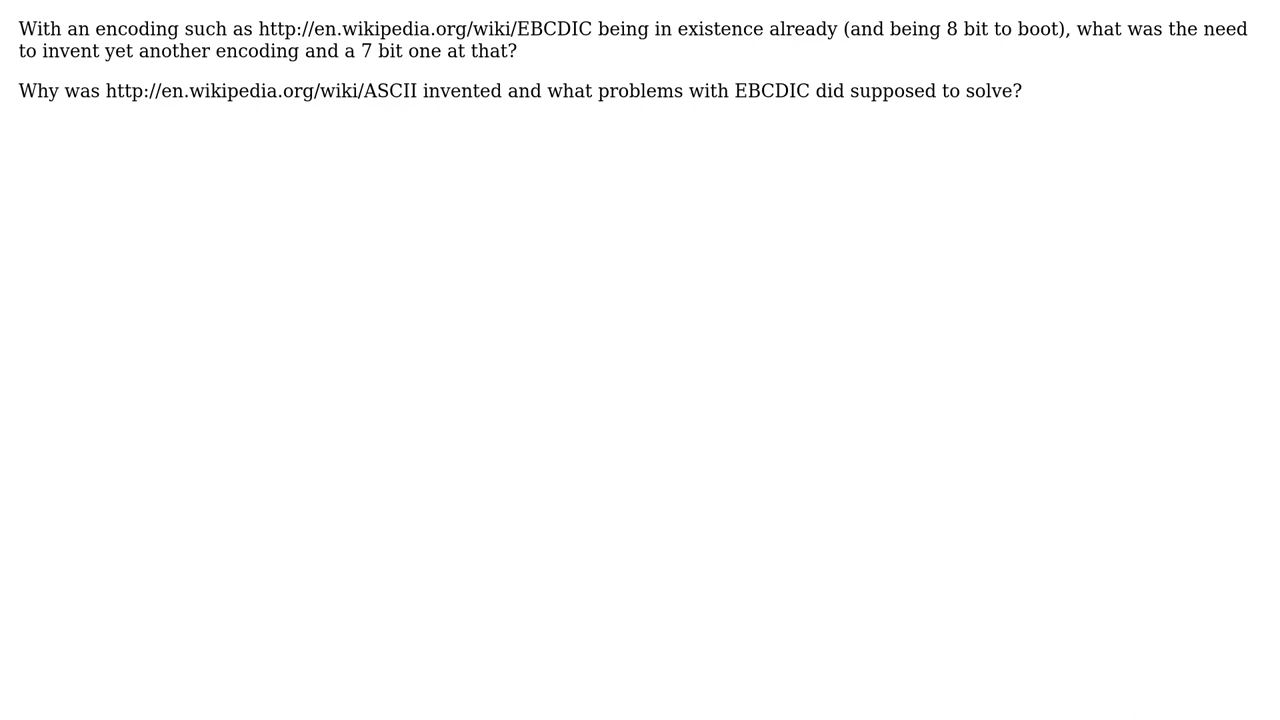 With an encoding such as http://en.wikipedia.org/wiki/EBCDIC being in existence already (and being 8 bit to boot), what was the need
to invent yet another encoding and a 7 bit one at that?
Why was http://en.wikipedia.org/wiki/ASCII invented and what problems with EBCDIC did supposed to solve?